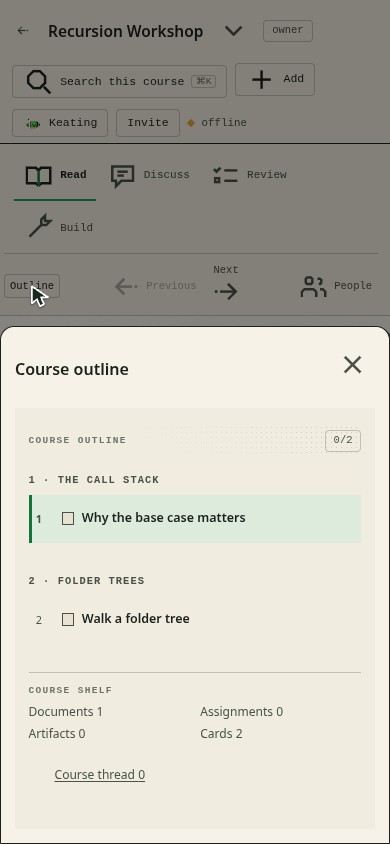 Recursion Workshop
owner
Search this course ⌘K
Add
Keating
Invite
offline
Read
Discuss
Review
Build
Outline
Previous
Next
People
Course outline
COURSE OUTLINE
0/2
1 · THE CALL STACK
1 Why the base case matters
2 · FOLDER TREES
2 Walk a folder tree
COURSE SHELF
Documents 1
Assignments 0
Artifacts 0
Cards 2
Course thread 0